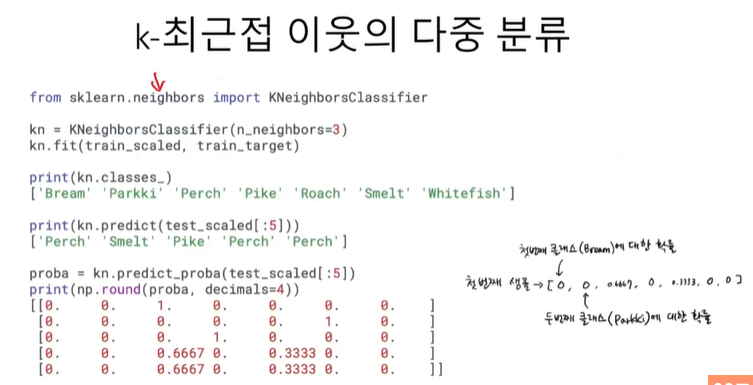 k-최근접 이웃의 다중 분류
from sklearn.neighbors import KNeighborsClassifier
kn = KNeighborsClassifier(n_neighbors=3)
kn.fit(train_scaled, train_target)
print(kn.classes_)
['Bream' 'Parkki' 'Perch' 'Pike' 'Roach' 'Smelt' 'Whitefish']
print(kn.predict(test_scaled[:5]))
['Perch' 'Smelt' 'Pike' 'Perch' 'Perch']
proba = kn.predict_proba(test_scaled[:5])
print(np.round(proba, decimals=4))
[[0. 0. 1. 0. 0. 0. 0. ]
[0. 0. 0. 0. 0. 1. 0. ]
[0. 0. 0. 1. 0. 0. 0. ]
[0. 0. 0.6667 0. 0.3333 0. 0. ]
[0. 0. 0.6667 0. 0.3333 0. 0. ]]
첫번째 클래스(Bream)에 대한 확률
첫번째 샘플 → [0, 0, 0.6667, 0, 0.3333, 0, 0]
두번째 클래스(Parkki)에 대한 확률